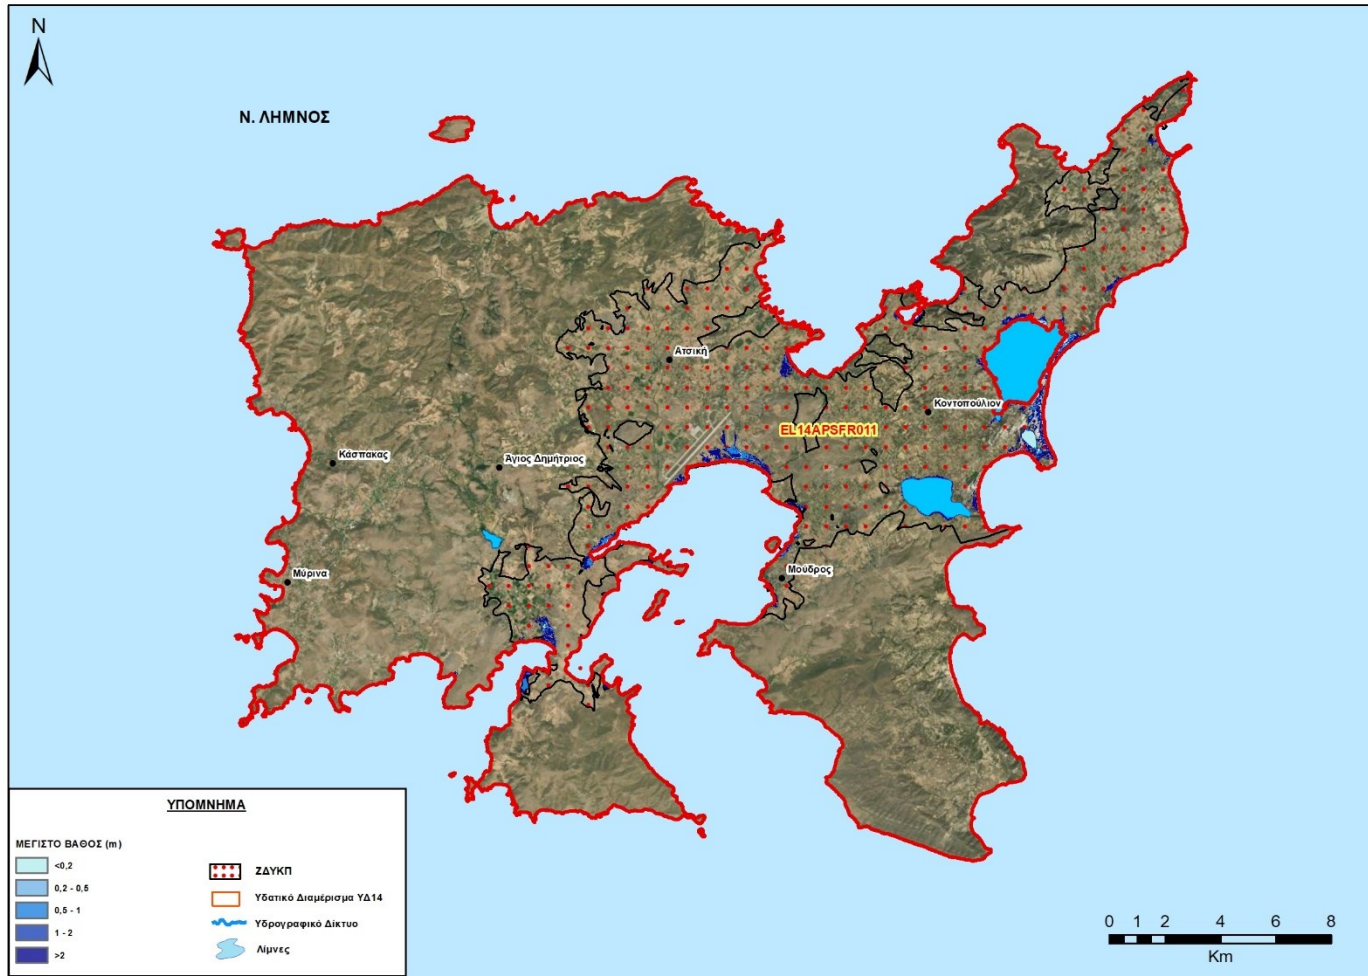 N
Ν. ΛΗΜΝΟΣ
Ατσική
Κοντοπούλιον
EL14APSFR011
Κάσπακας
Άγιος Δημήτριος
Μύρινα
Μούδρος
ΥΠΟΜΝΗΜΑ
ΜΕΓΙΣΤΟ ΒΑΘΟΣ (m)
<0,2
0,2 - 0,5
0,5 - 1
1 - 2
>2
ΖΔΥΚΠ
Υδατικό Διαμέρισμα ΥΔ14
Υδρογραφικό Δίκτυο
Λίμνες
0 1 2 4 6 8
Km